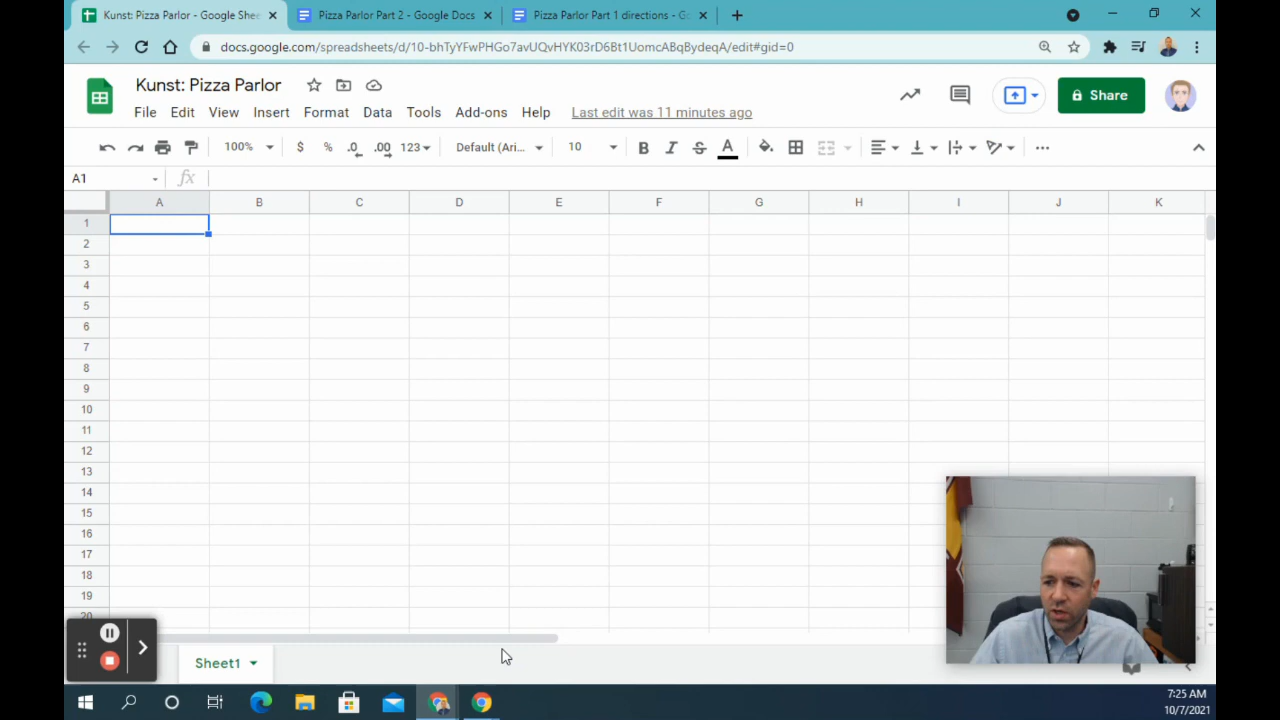 Kunst: Pizza Parlor - Google Shee
Pizza Parlor Part 2 - Google Docs
Pizza Parlor Part 1 directions - Go
docs.google.com/spreadsheets/d/10-bhTyYFwPHGo7avUQvHYK03rD6Bt1UomcABqBydeqA/edit#gid=0
Kunst: Pizza Parlor
Share
File Edit View Insert Format Data Tools Add-ons Help Last edit was 11 minutes ago
100% $ % .0 .00 123 Default (Ari... 10 B I S A
A1 fx
A B C D E F G H I J K
1
2
3
4
5
6
7
8
9
10
11
12
13
14
15
16
17
18
19
20
Sheet1
7:25 AM
10/7/2021